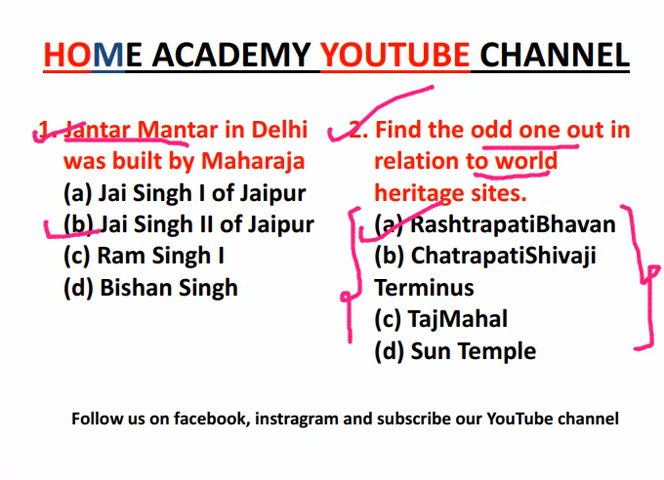 HOME ACADEMY YOUTUBE CHANNEL
1. Jantar Mantar in Delhi
was built by Maharaja
(a) Jai Singh I of Jaipur
(b) Jai Singh II of Jaipur
(c) Ram Singh I
(d) Bishan Singh
2. Find the odd one out in
relation to world
heritage sites.
(a) RashtrapatiBhavan
(b) ChatrapatiShivaji
Terminus
(c) TajMahal
(d) Sun Temple
Follow us on facebook, instragram and subscribe our YouTube channel